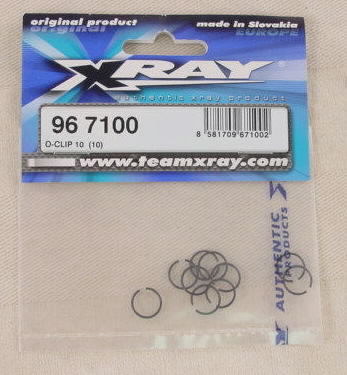 original product
original
made in Slovakia
EUROPE
XRAY
authentic xray product
96 7100
O-CLIP 10 (10)
8 581709 671002
www.teamxray.com
AUTHENTIC
PRODUCTS